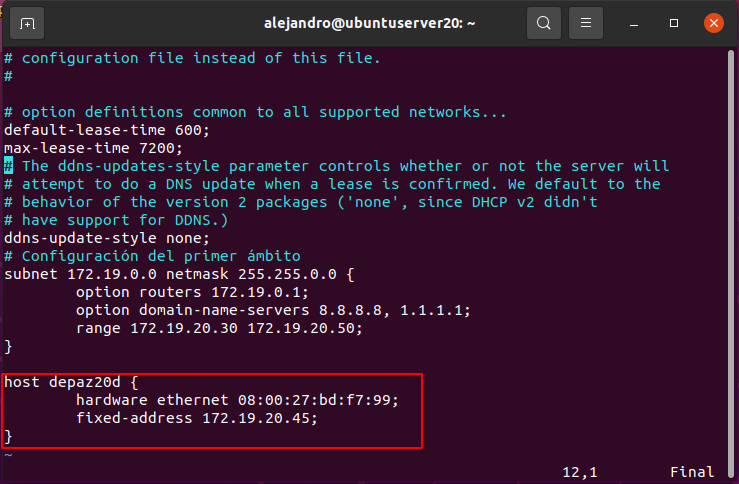 alejandro@ubuntuserver20: ~
# configuration file instead of this file.
#
# option definitions common to all supported networks...
default-lease-time 600;
max-lease-time 7200;
# The ddns-updates-style parameter controls whether or not the server will
# attempt to do a DNS update when a lease is confirmed. We default to the
# behavior of the version 2 packages ('none', since DHCP v2 didn't
# have support for DDNS.)
ddns-update-style none;
# Configuración del primer ámbito
subnet 172.19.0.0 netmask 255.255.0.0 {
        option routers 172.19.0.1;
        option domain-name-servers 8.8.8.8, 1.1.1.1;
        range 172.19.20.30 172.19.20.50;
}
host depaz20d {
        hardware ethernet 08:00:27:bd:f7:99;
        fixed-address 172.19.20.45;
}
~
12,1 Final